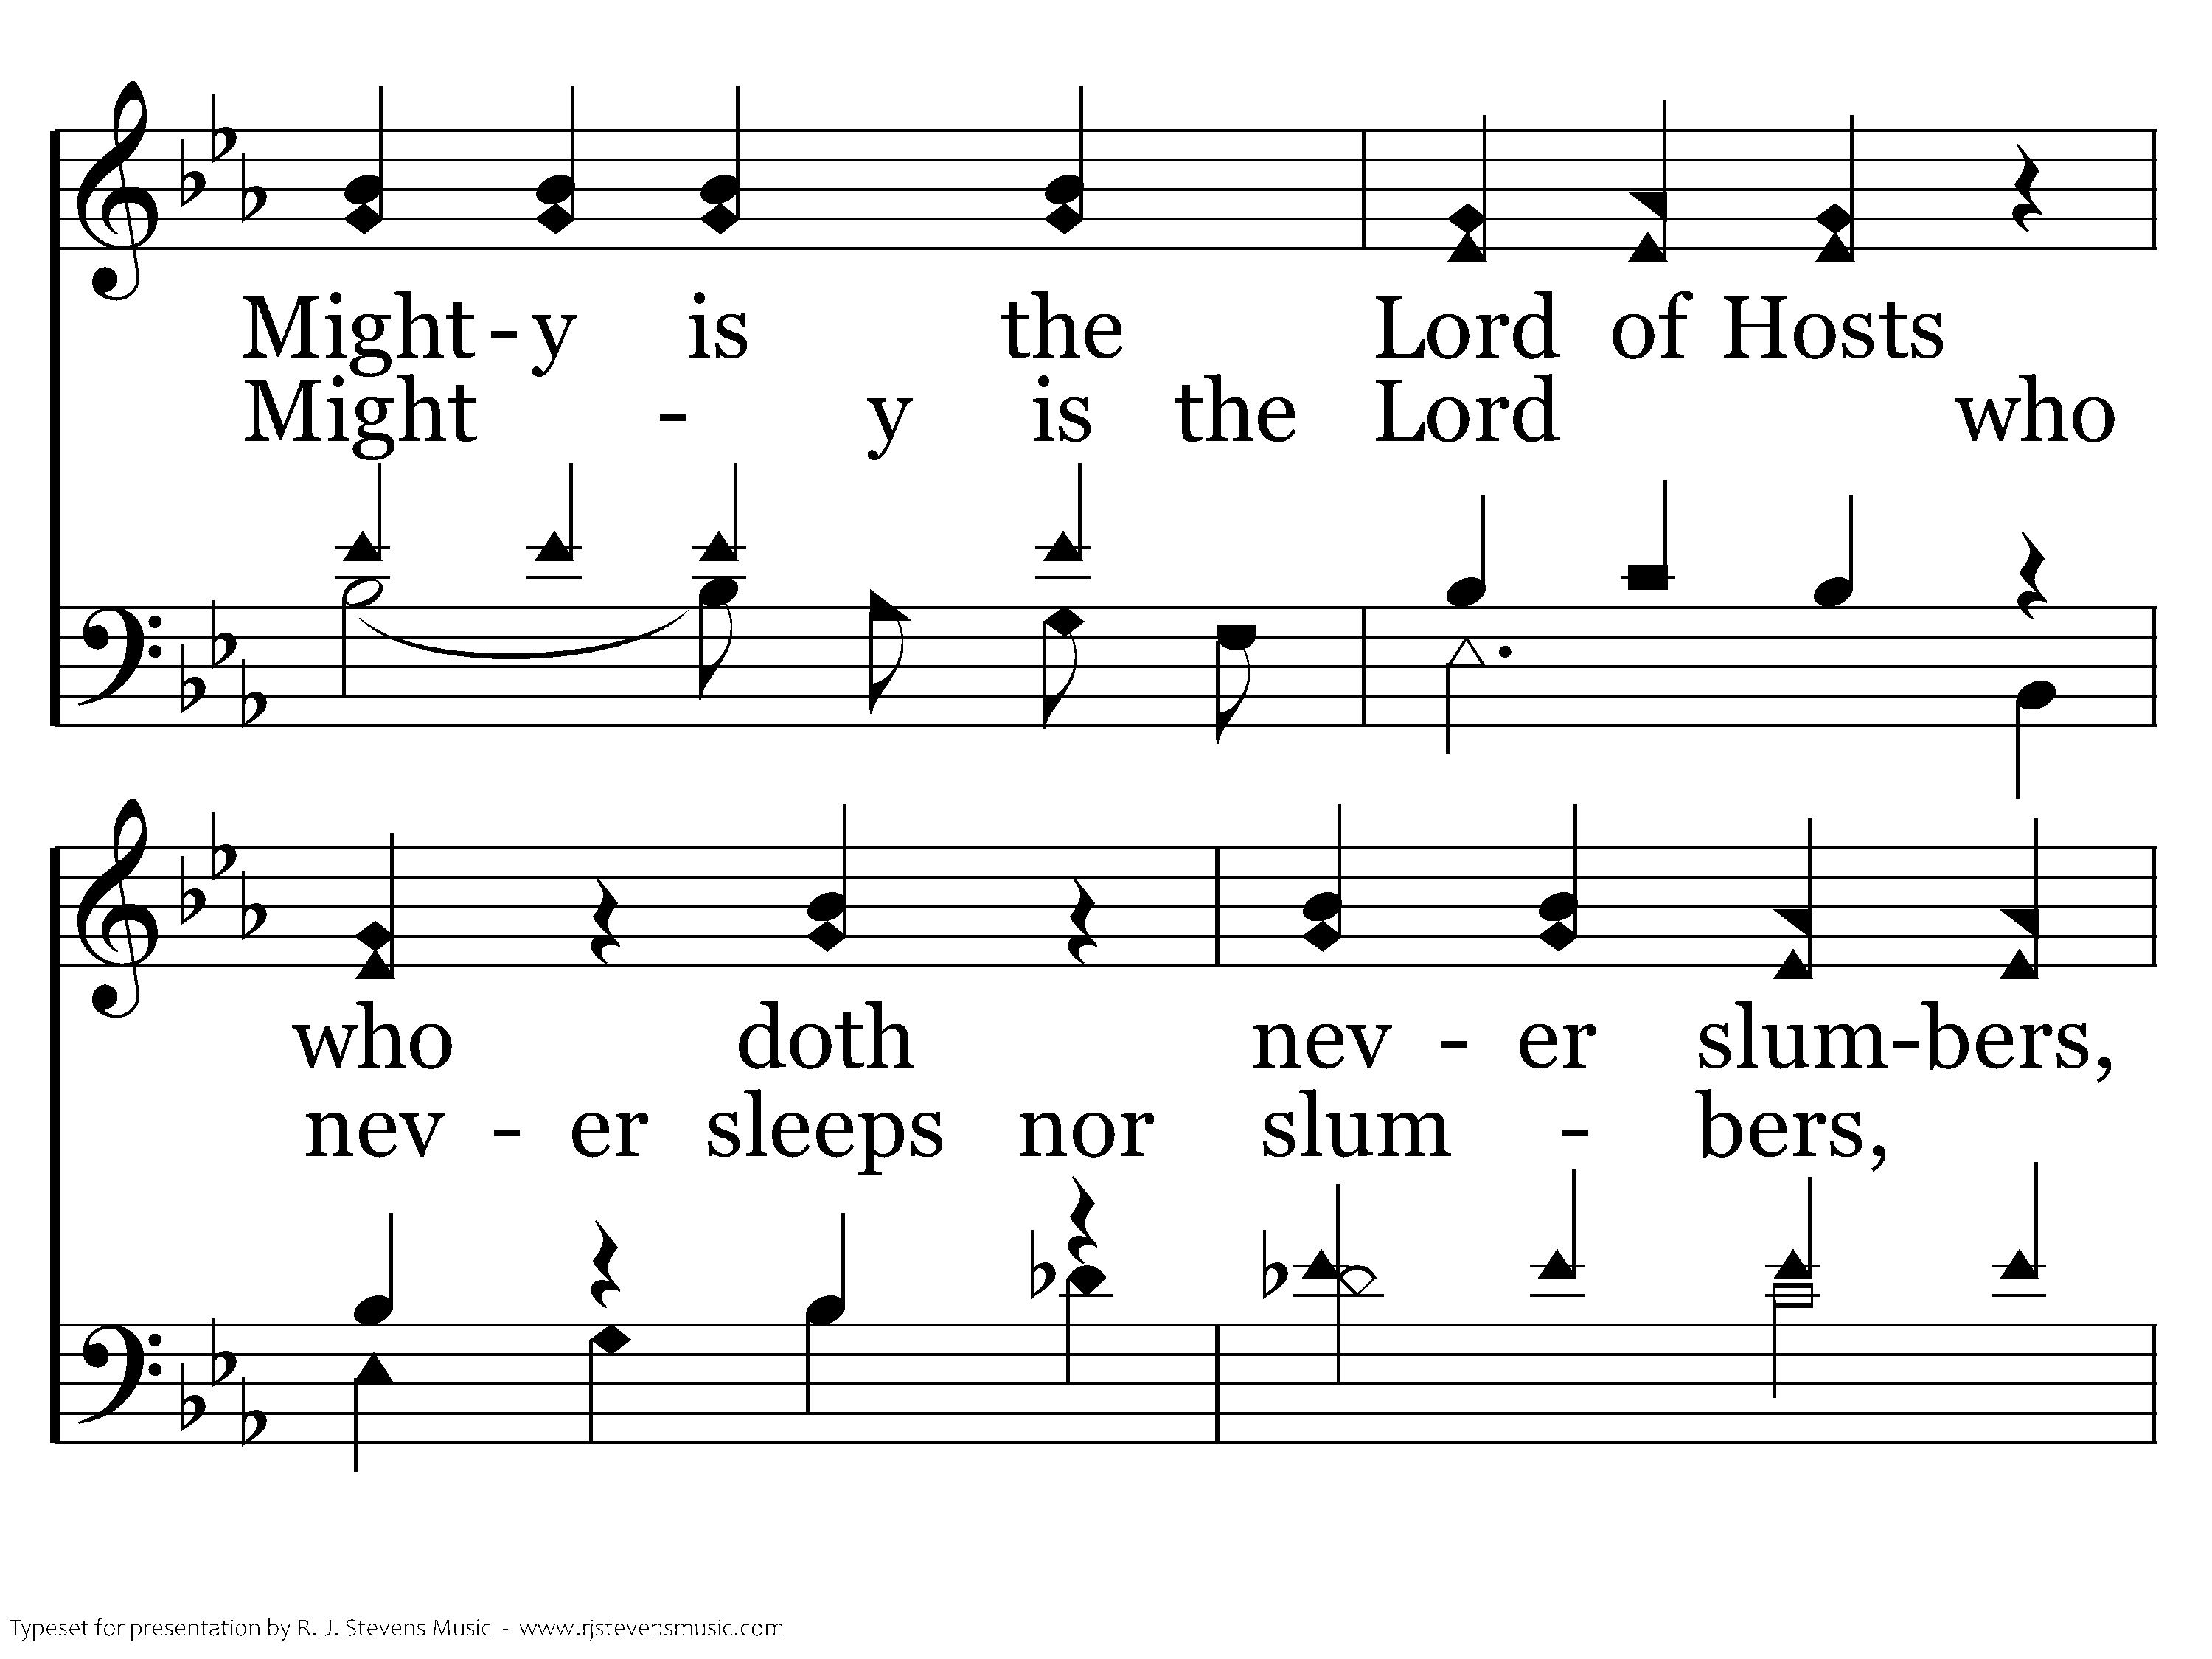 Might - y is the Lord of Hosts
Might - y is the Lord who
who doth nev - er slum-bers,
nev - er sleeps nor slum - bers,
Typeset for presentation by R. J. Stevens Music - www.rjstevensmusic.com